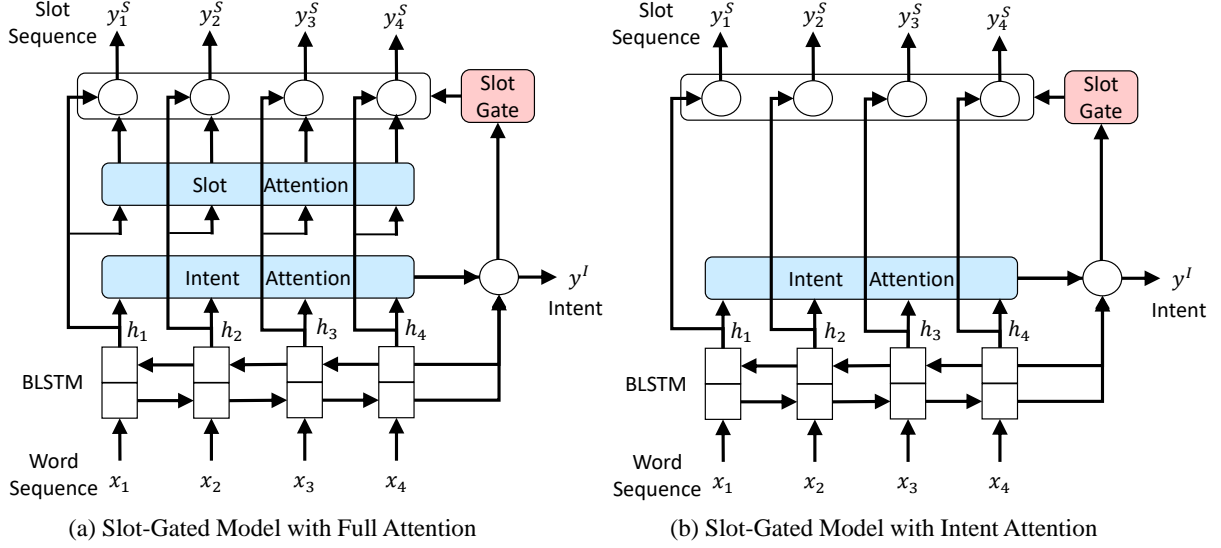 Slot
Sequence
y_1^S y_2^S y_3^S y_4^S
Slot
Gate
Slot Attention
Intent Attention
y^I
Intent
h_1 h_2 h_3 h_4
BLSTM
Word
Sequence
x_1 x_2 x_3 x_4
(a) Slot-Gated Model with Full Attention
Slot
Sequence
y_1^S y_2^S y_3^S y_4^S
Slot
Gate
Intent Attention
y^I
Intent
h_1 h_2 h_3 h_4
BLSTM
Word
Sequence
x_1 x_2 x_3 x_4
(b) Slot-Gated Model with Intent Attention